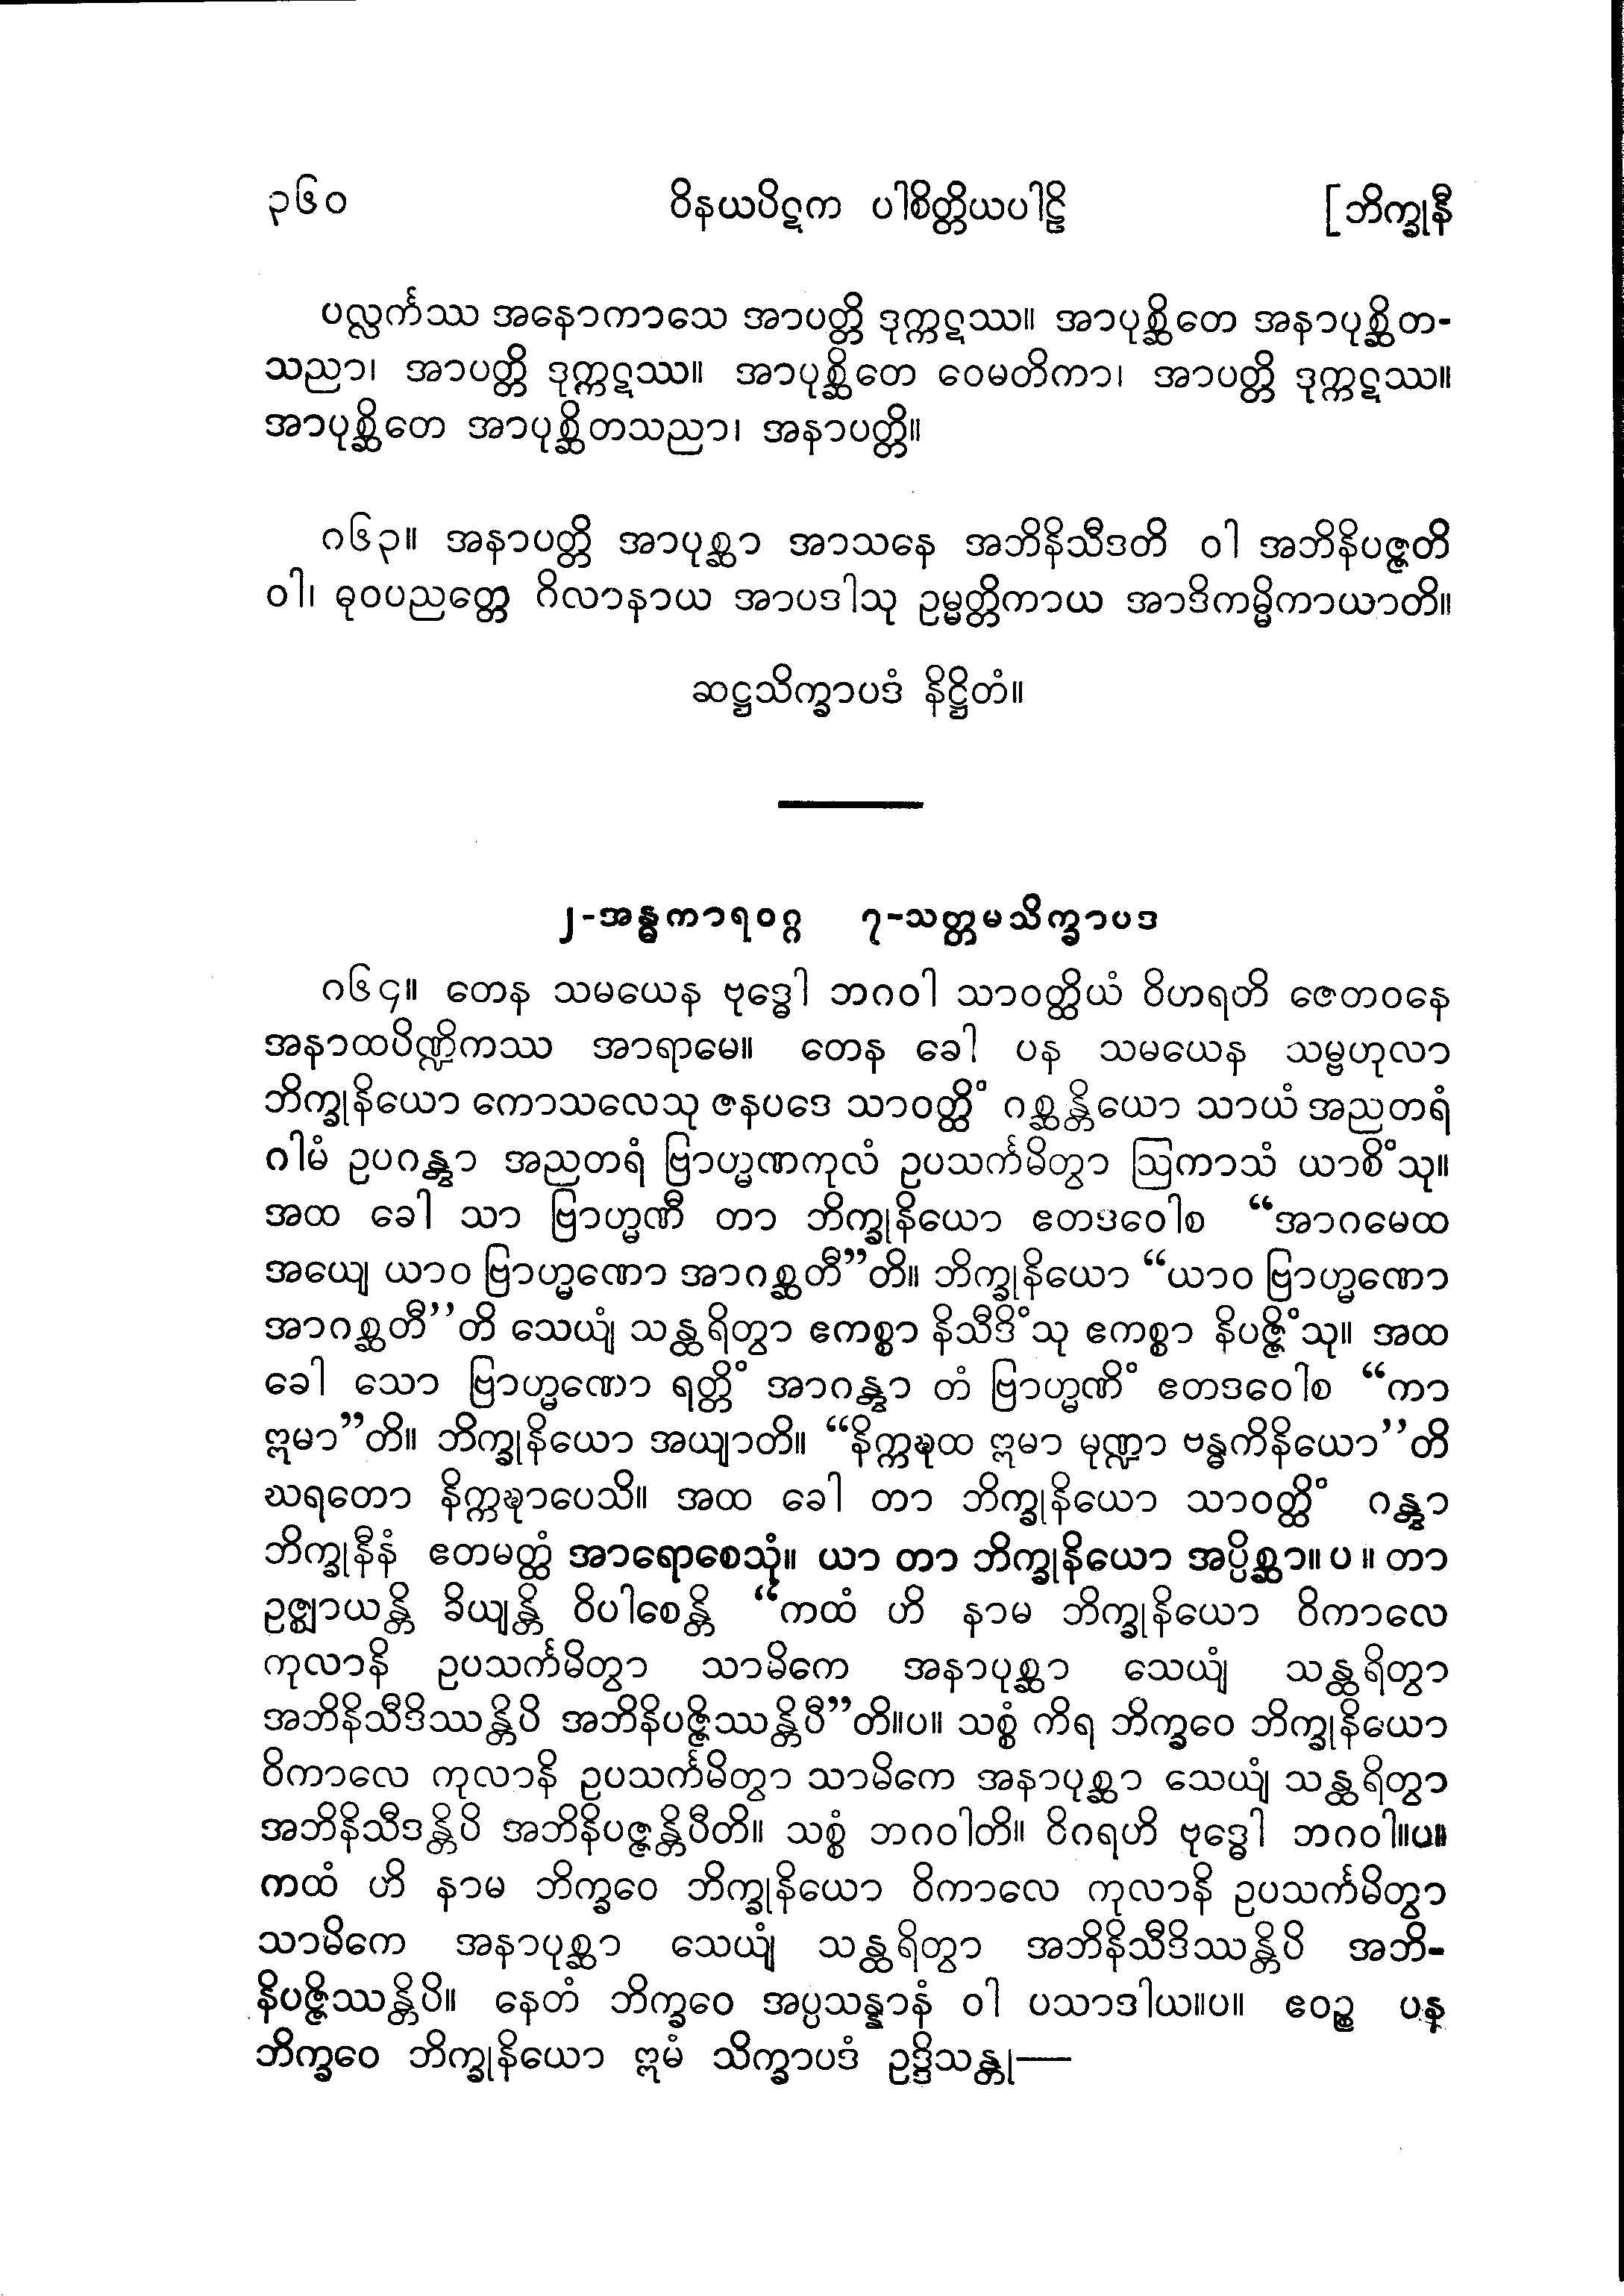 ၃၆၀ ဝိနယပိဋက ပါစိတ္တိယပါဠိ [ဘိက္ခုနီ
ပလ္လင်္ကဿ အနောကာသေ အာပတ္တိ ဒုက္ကဋဿ။ အာပုစ္ဆိတေ အနာပုစ္ဆိတ-
သညာ၊ အာပတ္တိ ဒုက္ကဋဿ။ အာပုစ္ဆိတေ ဝေမတိကာ၊ အာပတ္တိ ဒုက္ကဋဿ။
အာပုစ္ဆိတေ အာပုစ္ဆိတသညာ၊ အနာပတ္တိ။
ဂ၆၃။ အနာပတ္တိ အာပုစ္ဆာ အာသနေ အဘိနိသီဒတိ ဝါ အဘိနိပဇ္ဇတိ
ဝါ၊ ဓုဝပညတ္တေ ဂိလာနာယ အာပဒါသု ဥမ္မတ္တိကာယ အာဒိကမ္မိကာယာတိ။
ဆဋ္ဌသိက္ခာပဒံ နိဋ္ဌိတံ။
၂-အန္ဓကာရဝဂ္ဂ ၇-သတ္တမသိက္ခာပဒ
ဂ၆၄။ တေန သမယေန ဗုဒ္ဓေါ ဘဂဝါ သာဝတ္ထိယံ ဝိဟရတိ ဇေတဝနေ
အနာထပိဏ္ဍိကဿ အာရာမေ။ တေန ခေါ ပန သမယေန သမ္ဗဟုလာ
ဘိက္ခုနိယော ကောသလေသု ဇနပဒေ သာဝတ္ထိံ ဂစ္ဆန္တိယော သာယံ အညတရံ
ဂါမံ ဥပဂန္တွာ အညတရံ ဗြာဟ္မဏကုလံ ဥပသင်္ကမိတွာ ဩကာသံ ယာစိံသု။
အထ ခေါ သာ ဗြာဟ္မဏီ တာ ဘိက္ခုနိယော ဧတဒဝေါစ “အာဂမေထ
အယျေ ယာဝ ဗြာဟ္မဏော အာဂစ္ဆတီ”တိ။ ဘိက္ခုနိယော “ယာဝ ဗြာဟ္မဏော
အာဂစ္ဆတီ’’တိ သေယျံ သန္ထရိတွာ ဧကစ္စာ နိသီဒိံသု ဧကစ္စာ နိပဇ္ဇိံသု။ အထ
ခေါ သော ဗြာဟ္မဏော ရတ္တိံ အာဂန္တွာ တံ ဗြာဟ္မဏိံ ဧတဒဝေါစ “ကာ
ဣမာ”တိ။ ဘိက္ခုနိယော အယျာတိ။ “နိက္ကဍ္ဎထ ဣမာ မုဏ္ဍာ ဗန္ဓကိနိယော’’တိ
ဃရတော နိက္ကဍ္ဎာပေသိ။ အထ ခေါ တာ ဘိက္ခုနိယော သာဝတ္ထိံ ဂန္တွာ
ဘိက္ခုနီနံ ဧတမတ္ထံ အာရောစေသုံ။ ယာ တာ ဘိက္ခုနိယော အပ္ပိစ္ဆာ။ပ။ တာ
ဥဇ္ဈာယန္တိ ခိယျန္တိ ဝိပါစေန္တိ “ကထံ ဟိ နာမ ဘိက္ခုနိယော ဝိကာလေ
ကုလာနိ ဥပသင်္ကမိတွာ သာမိကေ အနာပုစ္ဆာ သေယျံ သန္ထရိတွာ
အဘိနိသီဒိဿန္တိပိ အဘိနိပဇ္ဇိဿန္တိပီ”တိ။ပ။ သစ္စံ ကိရ ဘိက္ခဝေ ဘိက္ခုနိယော
ဝိကာလေ ကုလာနိ ဥပသင်္ကမိတွာ သာမိကေ အနာပုစ္ဆာ သေယျံ သန္ထရိတွာ
အဘိနိသီဒန္တိပိ အဘိနိပဇ္ဇန္တိပီတိ။ သစ္စံ ဘဂဝါတိ။ ဝိဂရဟိ ဗုဒ္ဓေါ ဘဂဝါ။ပ။
ကထံ ဟိ နာမ ဘိက္ခဝေ ဘိက္ခုနိယော ဝိကာလေ ကုလာနိ ဥပသင်္ကမိတွာ
သာမိကေ အနာပုစ္ဆာ သေယျံ သန္ထရိတွာ အဘိနိသီဒိဿန္တိပိ အဘိ-
နိပဇ္ဇိဿန္တိပိ။ နေတံ ဘိက္ခဝေ အပ္ပသန္နာနံ ဝါ ပသာဒါယ။ပ။ ဧဝဉ္စ ပန
ဘိက္ခဝေ ဘိက္ခုနိယော ဣမံ သိက္ခာပဒံ ဥဒ္ဒိသန္တု—